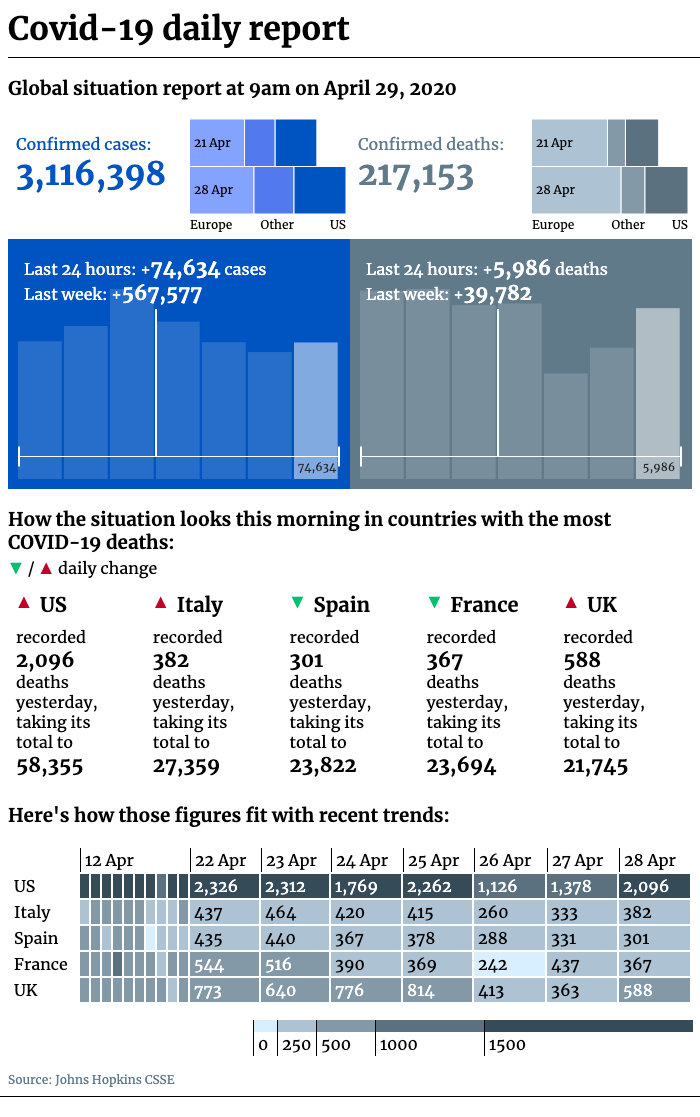 Covid-19 daily report
Global situation report at 9am on April 29, 2020
Confirmed cases:
3,116,398
21 Apr
28 Apr
Europe Other US
Confirmed deaths:
217,153
21 Apr
28 Apr
Europe Other US
Last 24 hours: +74,634 cases
Last week: +567,577
74,634
Last 24 hours: +5,986 deaths
Last week: +39,782
5,986
How the situation looks this morning in countries with the most
COVID-19 deaths:
▼ / ▲ daily change
▲ US
recorded
2,096
deaths
yesterday,
taking its
total to
58,355
▲ Italy
recorded
382
deaths
yesterday,
taking its
total to
27,359
▼ Spain
recorded
301
deaths
yesterday,
taking its
total to
23,822
▼ France
recorded
367
deaths
yesterday,
taking its
total to
23,694
▲ UK
recorded
588
deaths
yesterday,
taking its
total to
21,745
Here's how those figures fit with recent trends:
12 Apr 22 Apr 23 Apr 24 Apr 25 Apr 26 Apr 27 Apr 28 Apr
US 2,326 2,312 1,769 2,262 1,126 1,378 2,096
Italy 437 464 420 415 260 333 382
Spain 435 440 367 378 288 331 301
France 544 516 390 369 242 437 367
UK 773 640 776 814 413 363 588
0 250 500 1000 1500
Source: Johns Hopkins CSSE